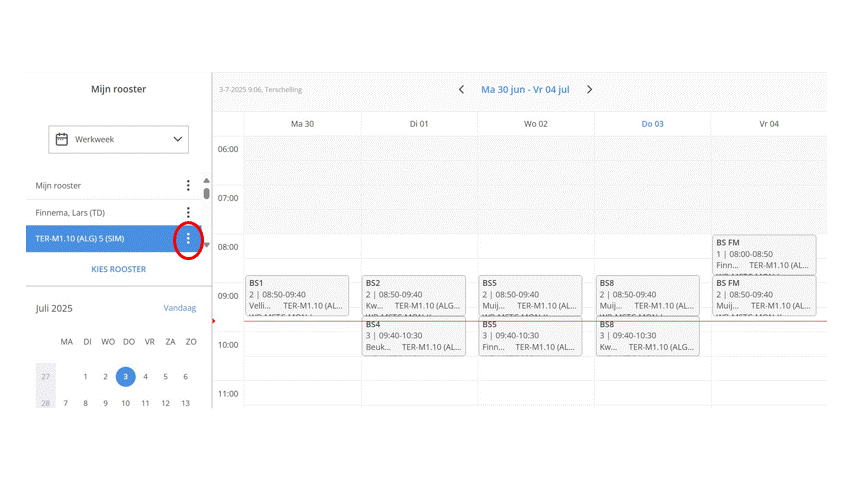 Mijn rooster
3-7-2025 9:06, Terschelling
Ma 30 jun - Vr 04 jul
Werkweek
Mijn rooster
Finnema, Lars (TD)
TER-M1.10 (ALG) 5 (SIM)
KIES ROOSTER
Juli 2025 Vandaag
MA DI WO DO VR ZA ZO
27 1 2 3 4 5 6
28 7 8 9 10 11 12 13
Ma 30 Di 01 Wo 02 Do 03 Vr 04
06:00
07:00
08:00
09:00
10:00
11:00
BS1
2 | 08:50-09:40
Velli... TER-M1.10 (AL...
BS2
2 | 08:50-09:40
Kw... TER-M1.10 (ALG...
BS4
3 | 09:40-10:30
Beuk... TER-M1.10 (AL...
BS5
2 | 08:50-09:40
Muij... TER-M1.10 (AL...
BS5
3 | 09:40-10:30
Finn... TER-M1.10 (AL...
BS8
2 | 08:50-09:40
Muij... TER-M1.10 (AL...
BS8
3 | 09:40-10:30
Kw... TER-M1.10 (ALG...
BS FM
1 | 08:00-08:50
Finn... TER-M1.10 (AL...
BS FM
2 | 08:50-09:40
Muij... TER-M1.10 (AL...